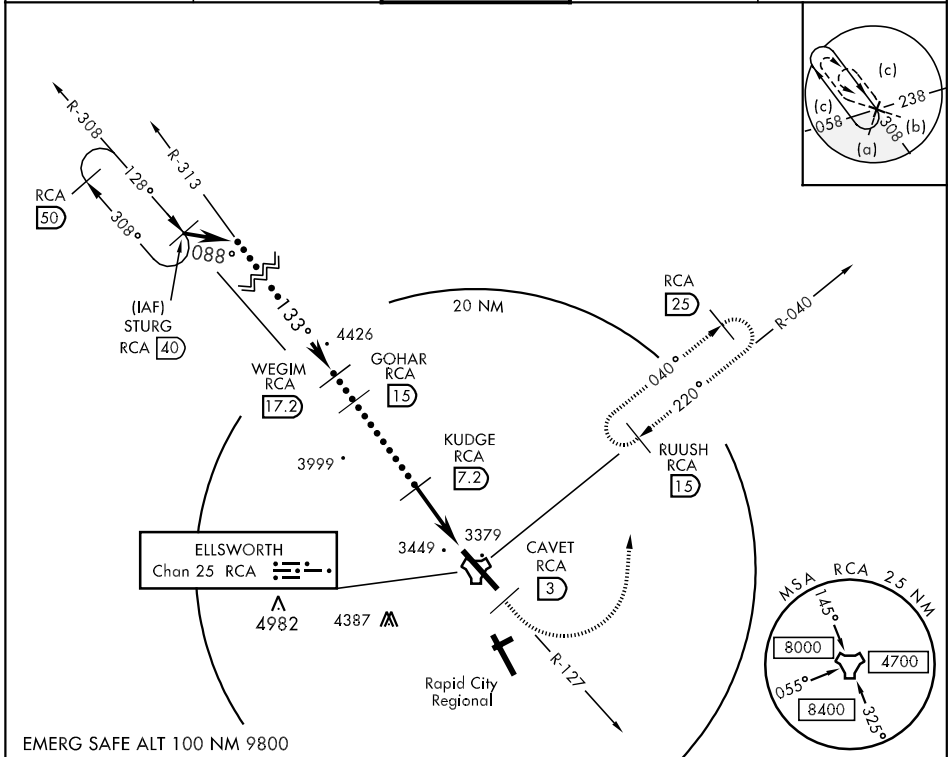 (c)
(c)
238
058
308
(b)
(a)
R-308
R-313
128°
308°
RCA
50
088°
(IAF)
STURG
RCA 40
133°
4426
20 NM
RCA
25
R-040
040°
220°
WEGIM
RCA
17.2
GOHAR
RCA
15
RUUSH
RCA
15
3999
KUDGE
RCA
7.2
3449
3379
CAVET
RCA
3
ELLSWORTH
Chan 25 RCA
4982
4387
R-127
Rapid City
Regional
MSA RCA 25 NM
145°
8000
4700
055°
8400
325°
EMERG SAFE ALT 100 NM 9800